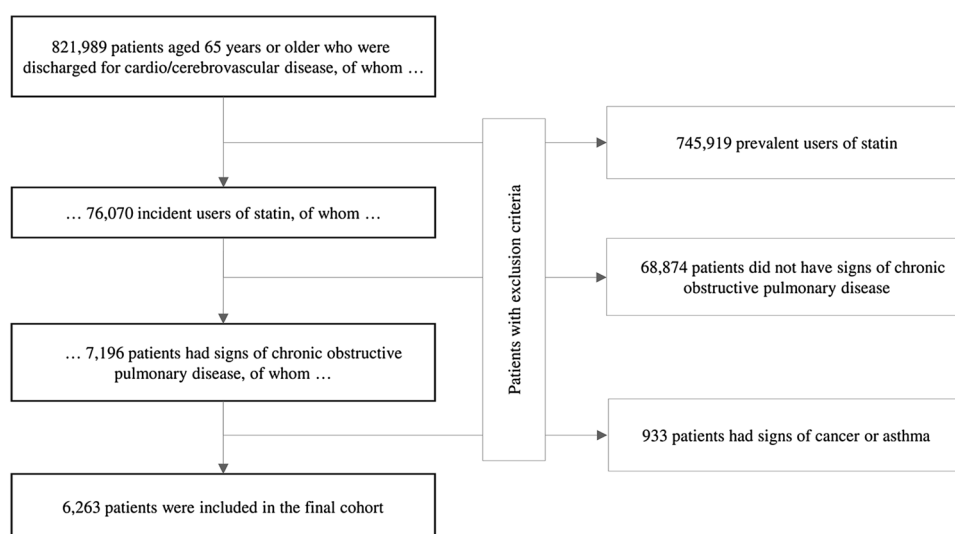 821,989 patients aged 65 years or older who were
discharged for cardio/cerebrovascular disease, of whom …
745,919 prevalent users of statin
… 76,070 incident users of statin, of whom …
Patients with exclusion criteria
68,874 patients did not have signs of chronic
obstructive pulmonary disease
… 7,196 patients had signs of chronic obstructive
pulmonary disease, of whom …
933 patients had signs of cancer or asthma
6,263 patients were included in the final cohort